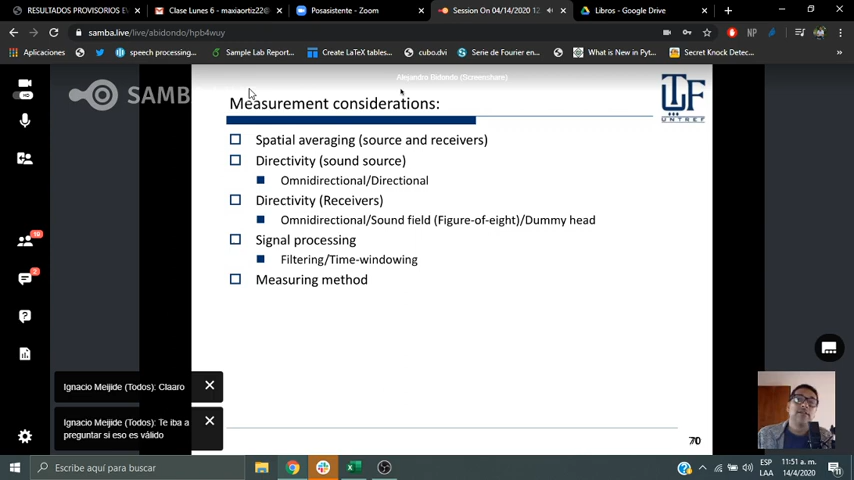 RESULTADOS PROVISORIOS E
Clase Lunes 6 - maxiaortiz22@
Posasistente - Zoom
Session On 04/14/2020 12
Libros - Google Drive
samba.live/live/abidondo/hpb4wuy
NP
Aplicaciones
speech processing...
Sample Lab Report...
Create LaTeX tables...
cubo.dvi
Serie de Fourier en...
What is New in Pyt...
Secret Knock Detec...
Alejandro Bidondo (Screenshare)
SAMB
HD
Measurement considerations:
UNTREF
Spatial averaging (source and receivers)
Directivity (sound source)
Omnidirectional/Directional
Directivity (Receivers)
Omnidirectional/Sound field (Figure-of-eight)/Dummy head
Signal processing
Filtering/Time-windowing
Measuring method
Ignacio Meijide (Todos): Claaro
Ignacio Meijide (Todos): Te iba a
preguntar si eso es válido
70
Escribe aquí para buscar
ESP
LAA
11:51 a. m.
14/4/2020